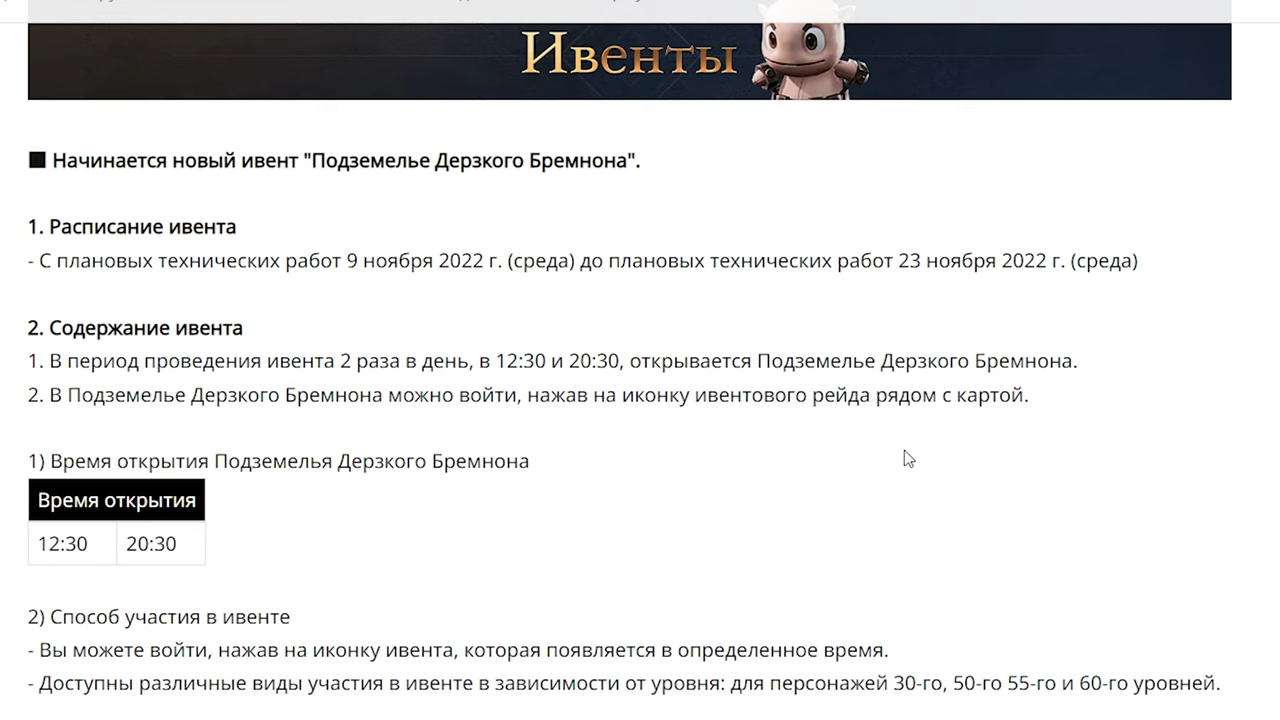 Ивенты
■ Начинается новый ивент "Подземелье Дерзкого Бремнона".
1. Расписание ивента
- С плановых технических работ 9 ноября 2022 г. (среда) до плановых технических работ 23 ноября 2022 г. (среда)
2. Содержание ивента
1. В период проведения ивента 2 раза в день, в 12:30 и 20:30, открывается Подземелье Дерзкого Бремнона.
2. В Подземелье Дерзкого Бремнона можно войти, нажав на иконку ивентового рейда рядом с картой.
1) Время открытия Подземелья Дерзкого Бремнона
Время открытия
12:30 20:30
2) Способ участия в ивенте
- Вы можете войти, нажав на иконку ивента, которая появляется в определенное время.
- Доступны различные виды участия в ивенте в зависимости от уровня: для персонажей 30-го, 50-го 55-го и 60-го уровней.